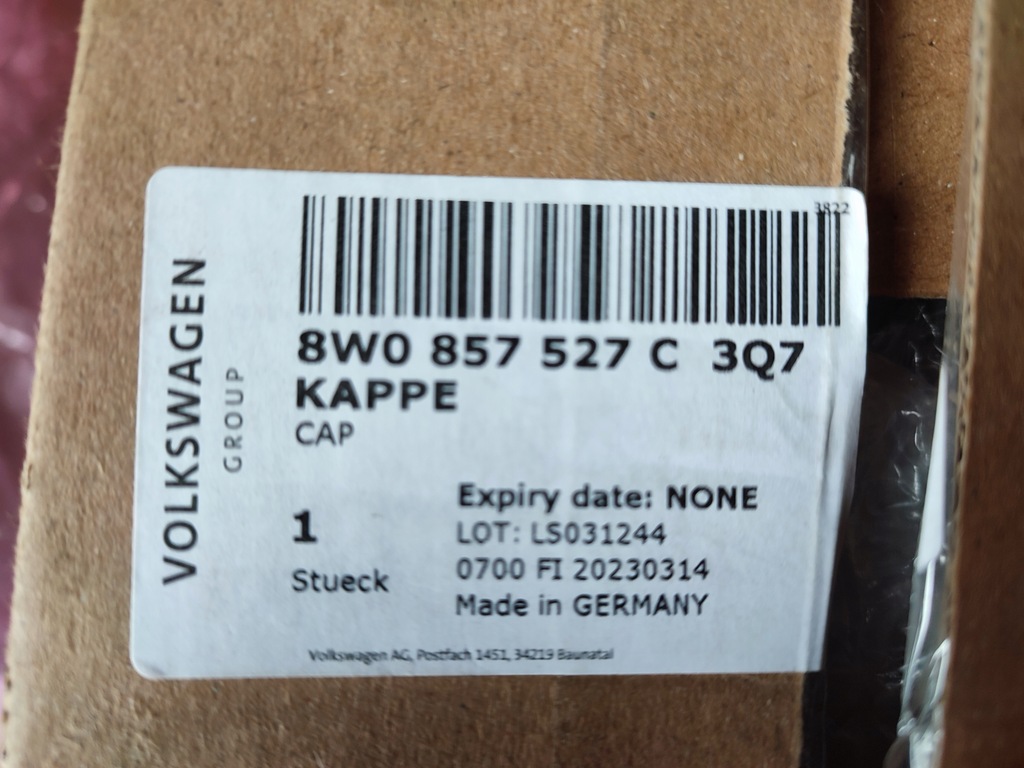 3822
VOLKSWAGEN
GROUP
8W0 857 527 C 3Q7
KAPPE
CAP
1
Stueck
Expiry date: NONE
LOT: LS031244
0700 FI 20230314
Made in GERMANY
Volkswagen AG, Postfach 1451, 34219 Baunatal